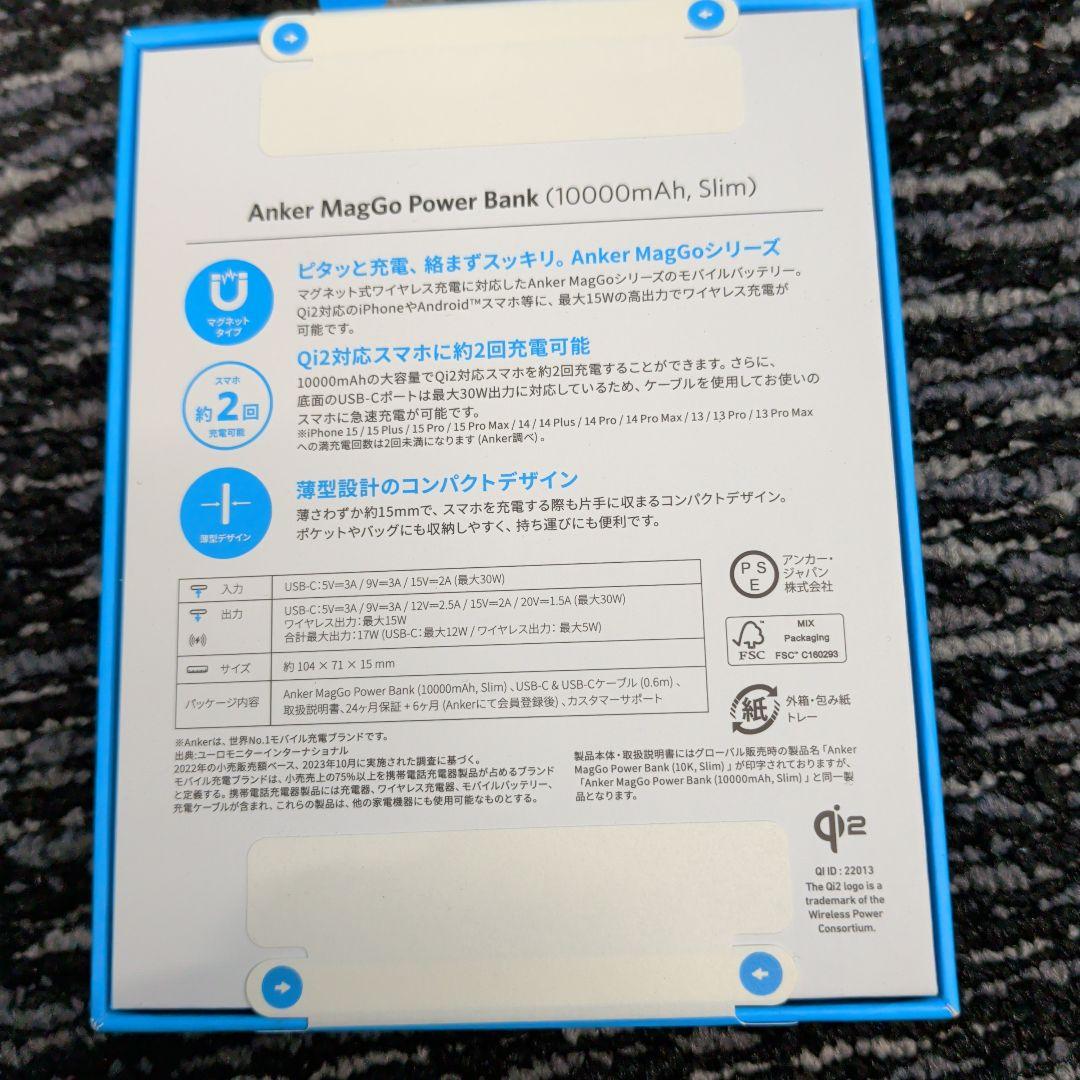 Anker MagGo Power Bank (10000mAh, Slim)
マグネット
タイプ
ピタッと充電、絡まずスッキリ。Anker MagGoシリーズ
マグネット式ワイヤレス充電に対応したAnker MagGoシリーズのモバイルバッテリー。
Qi2対応のiPhoneやAndroid™スマホ等に、最大15Wの高出力でワイヤレス充電が
可能です。
スマホ
約2回
充電可能
Qi2対応スマホに約2回充電可能
10000mAhの大容量でQi2対応スマホを約2回充電することができます。さらに、
底面のUSB-Cポートは最大30W出力に対応しているため、ケーブルを使用してお使いの
スマホに急速充電が可能です。
※iPhone 15 / 15 Plus / 15 Pro / 15 Pro Max / 14 / 14 Plus / 14 Pro / 14 Pro Max / 13 / 13 Pro / 13 Pro Max
への満充電回数は2回未満になります (Anker調べ) 。
薄型デザイン
薄型設計のコンパクトデザイン
薄さわずか約15mmで、スマホを充電する際も片手に収まるコンパクトデザイン。
ポケットやバッグにも収納しやすく、持ち運びにも便利です。
入力 USB-C:5V⎓3A / 9V⎓3A / 15V⎓2A (最大30W)
出力 USB-C:5V⎓3A / 9V⎓3A / 12V⎓2.5A / 15V⎓2A / 20V⎓1.5A (最大30W)
ワイヤレス出力:最大15W
合計最大出力:17W (USB-C:最大12W / ワイヤレス出力: 最大5W)
サイズ 約 104 × 71 × 15 mm
パッケージ内容 Anker MagGo Power Bank (10000mAh, Slim) 、USB-C & USB-Cケーブル (0.6m) 、
取扱説明書、24ヶ月保証 + 6ヶ月 (Ankerにて会員登録後) 、カスタマーサポート
PS
E
アンカー・
ジャパン
株式会社
FSC
MIX
Packaging
FSC™ C160293
紙
外箱・包み紙
トレー
※Ankerは、世界No.1モバイル充電ブランドです。
出典:ユーロモニターインターナショナル
2022年の小売販売額ベース、2023年10月に実施された調査に基づく。
モバイル充電ブランドは、小売売上の75%以上を携帯電話充電器製品が占めるブランド
と定義する。携帯電話充電器製品には充電器、ワイヤレス充電器、モバイルバッテリー、
充電ケーブルが含まれ、これらの製品は、他の家電機器にも使用可能なものとする。
製品本体・取扱説明書にはグローバル販売時の製品名「Anker
MagGo Power Bank (10K, Slim) 」が印字されておりますが、
「Anker MagGo Power Bank (10000mAh, Slim) 」と同一製
品となります。
qi2
QI ID : 22013
The Qi2 logo is a
trademark of the
Wireless Power
Consortium.